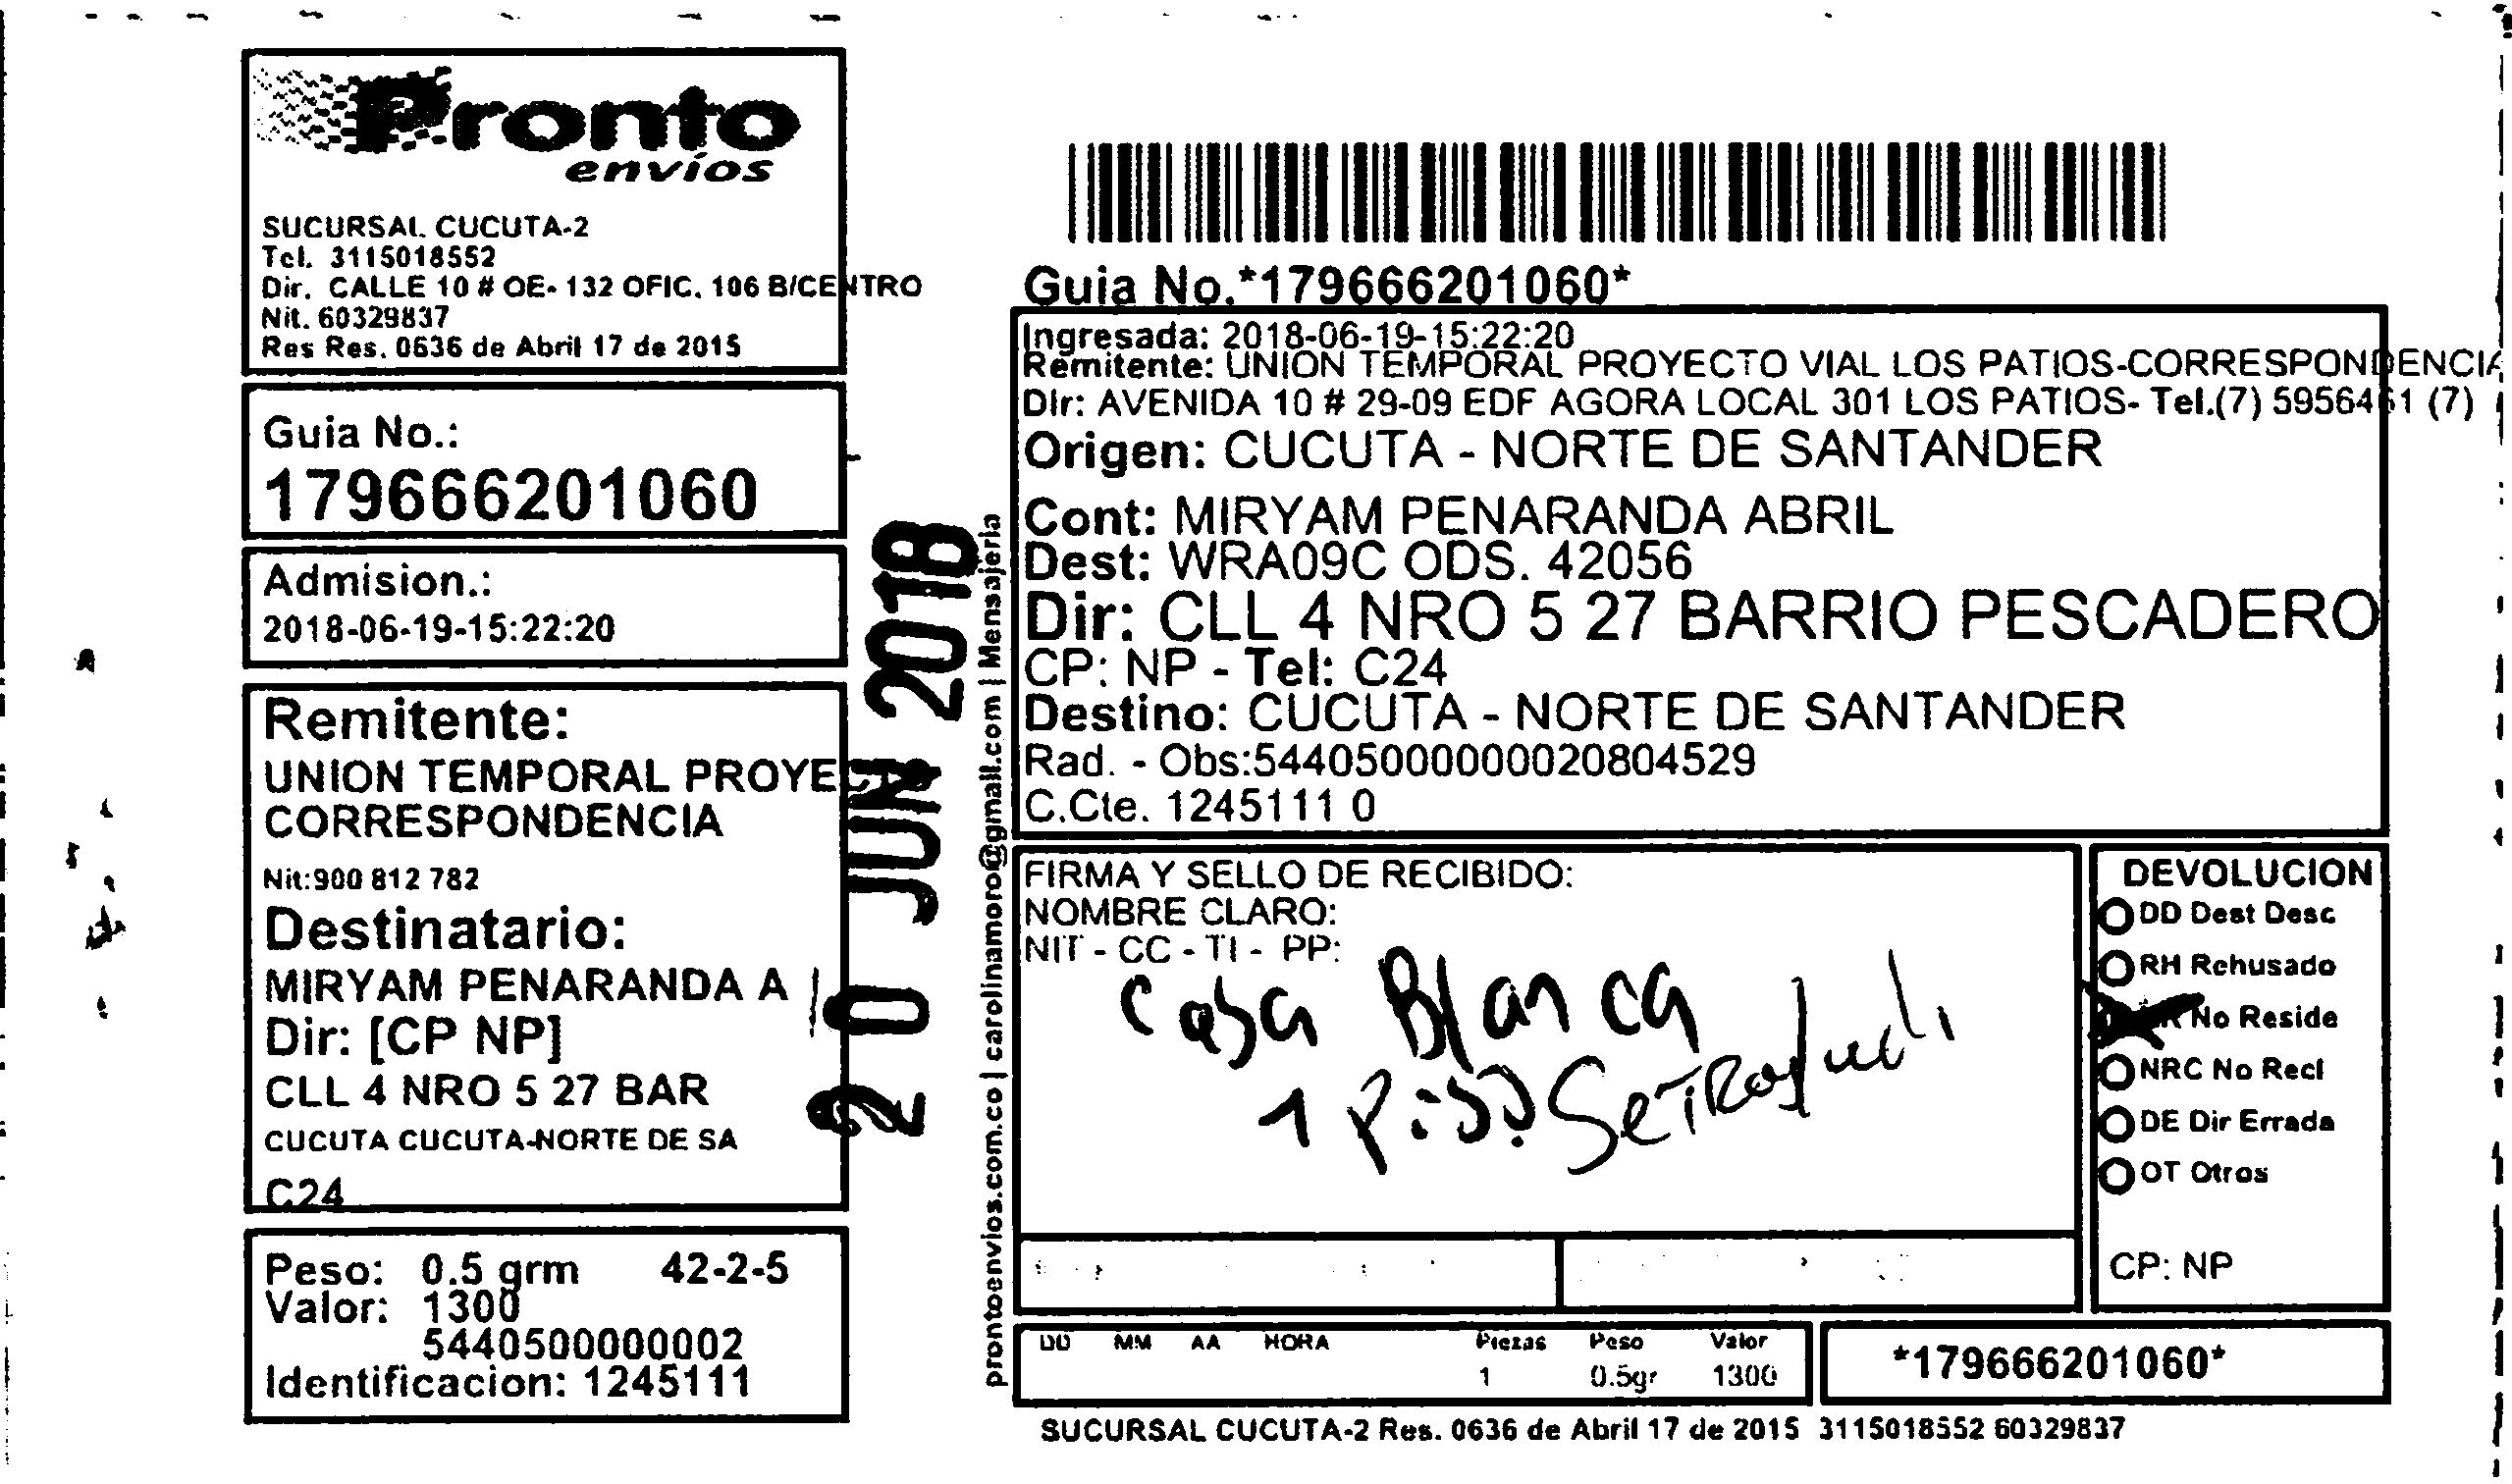 Pronto
envíos
SUCURSAL CUCUTA-2
Tel. 3115018552
Dir. CALLE 10 # OE- 132 OFIC. 106 B/CENTRO
Nit. 60329837
Res Res. 0636 de Abril 17 de 2015
Guia No.:
179666201060
Admision.:
2018-06-19-15:22:20
Remitente:
UNION TEMPORAL PROYEC
CORRESPONDENCIA
Nit:900 812 782
Destinatario:
MIRYAM PENARANDA A
Dir: [CP NP]
CLL 4 NRO 5 27 BAR
CUCUTA CUCUTA-NORTE DE SA
C24
Peso: 0.5 grm 42-2-5
Valor: 1300
5440500000002
Identificacion: 1245111
20 JUN 2018
prontoenvios.com.co | carolinamoro@gmail.com | Mensajeria
Guia No.*179666201060*
Ingresada: 2018-06-19-15:22:20
Remitente: UNION TEMPORAL PROYECTO VIAL LOS PATIOS-CORRESPONDENCIA
Dir: AVENIDA 10 # 29-09 EDF AGORA LOCAL 301 LOS PATIOS- Tel.(7) 5956461 (7)
Origen: CUCUTA - NORTE DE SANTANDER
Cont: MIRYAM PENARANDA ABRIL
Dest: WRA09C ODS. 42056
Dir: CLL 4 NRO 5 27 BARRIO PESCADERO
CP: NP - Tel: C24
Destino: CUCUTA - NORTE DE SANTANDER
Rad. - Obs:544050000000020804529
C.Cte. 1245111 0
FIRMA Y SELLO DE RECIBIDO:
NOMBRE CLARO:
NIT - CC - TI - PP:
Casa Blanca
1 Piso Se
DEVOLUCION
DD Dest Desc
RH Rehusado
No Reside
NRC No Recl
DE Dir Errada
OT Otros
CP: NP
DD MM AA HORA Piezas Peso Valor
1 0.5gr 1300
*179666201060*
SUCURSAL CUCUTA-2 Res. 0636 de Abril 17 de 2015 3115018552 60329837